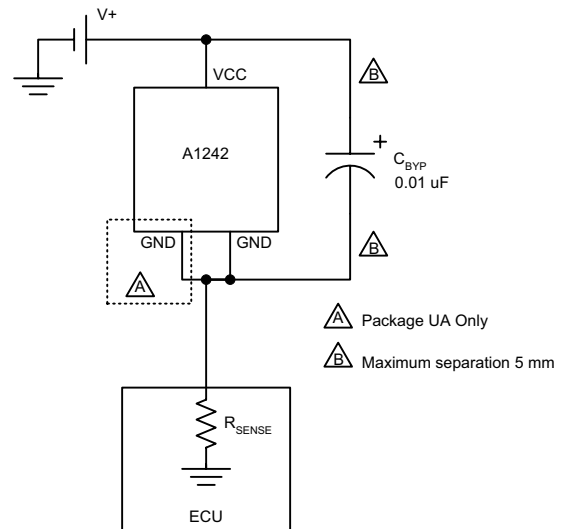 V+
VCC
B
A1242
+
C_BYP
0.01 uF
GND GND
B
A
A Package UA Only
B Maximum separation 5 mm
R_SENSE
ECU